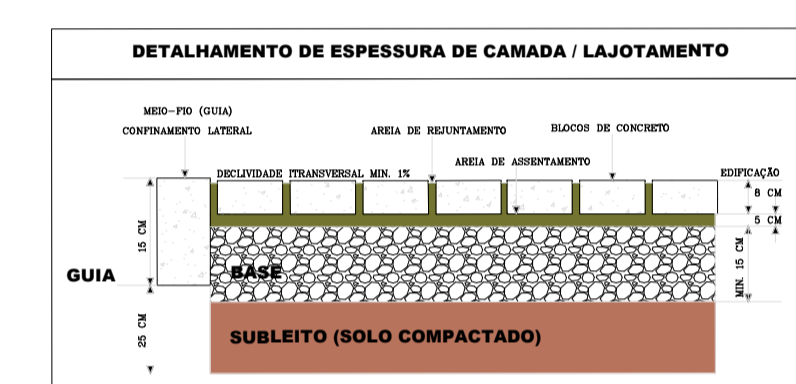 DETALHAMENTO DE ESPESSURA DE CAMADA / LAJOTAMENTO
MEIO-FIO (GUIA)
CONFINAMENTO LATERAL
AREIA DE REJUNTAMENTO
BLOCOS DE CONCRETO
AREIA DE ASSENTAMENTO
DECLIVIDADE ITRANSVERSAL MIN. 1%
EDIFICAÇÃO
8 CM
5 CM
15 CM
MIN. 15 CM
GUIA
BASE
25 CM
SUBLEITO (SOLO COMPACTADO)